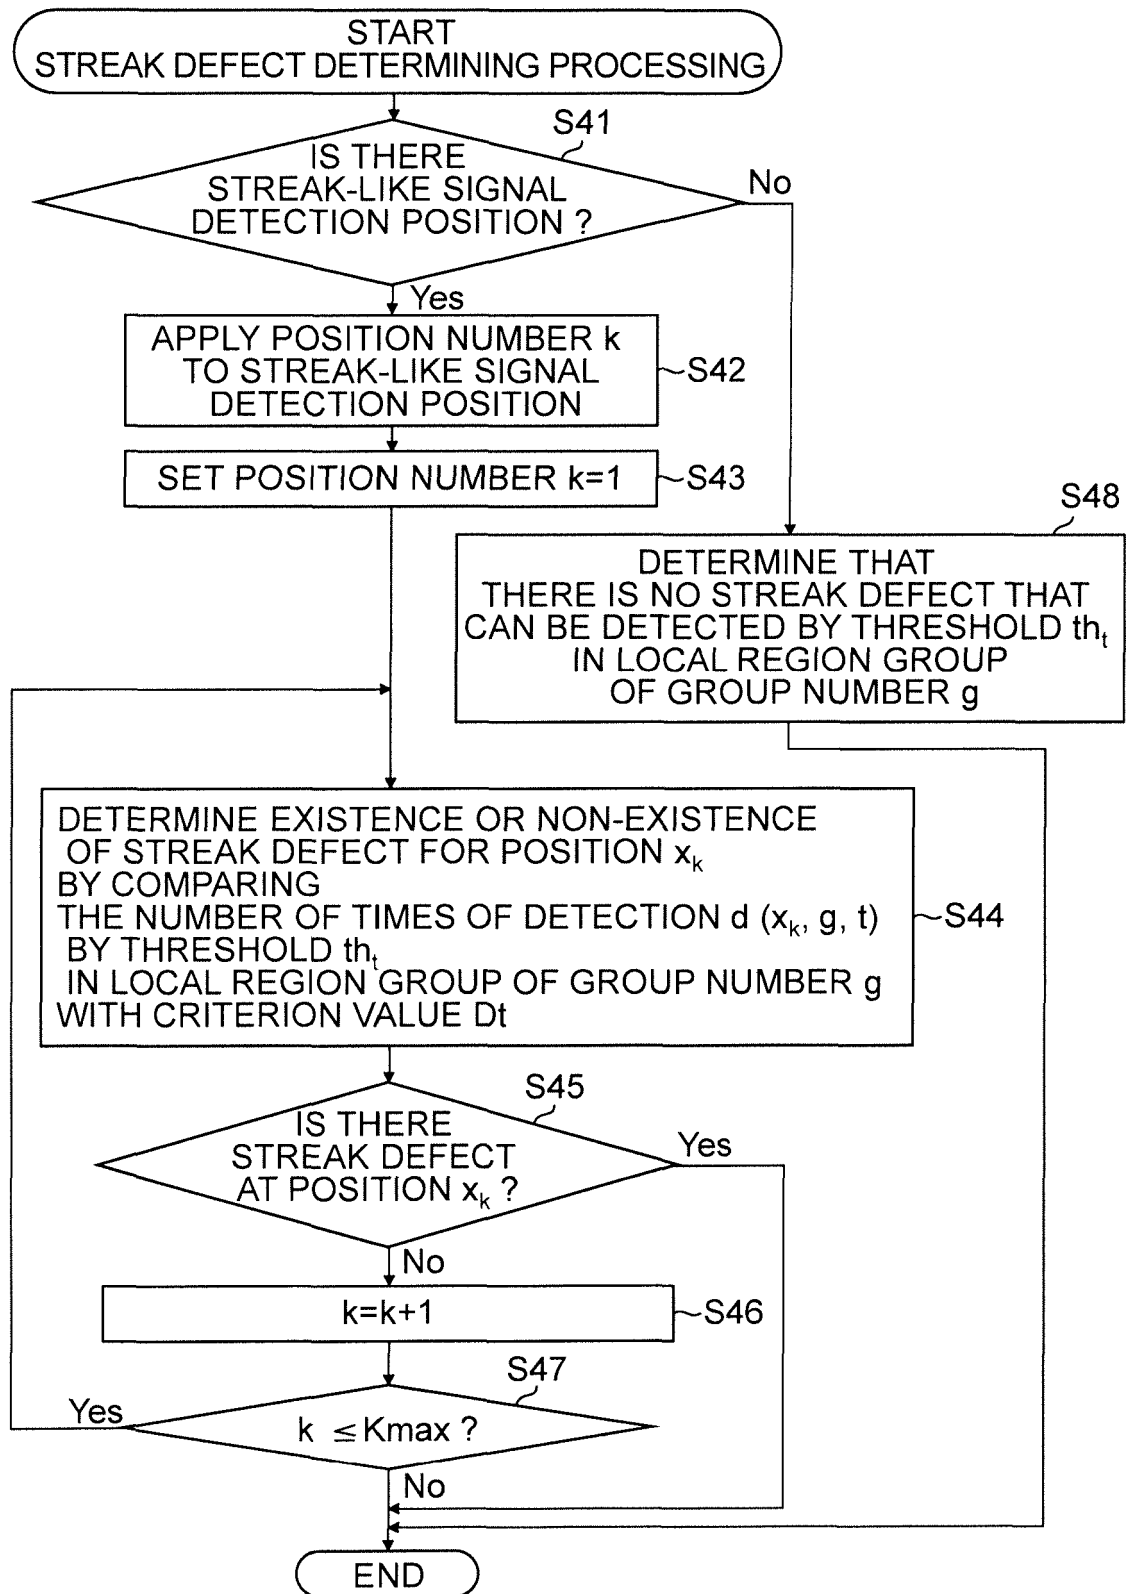 START
STREAK DEFECT DETERMINING PROCESSING
S41
IS THERE
STREAK-LIKE SIGNAL
DETECTION POSITION ?
No
Yes
APPLY POSITION NUMBER k
TO STREAK-LIKE SIGNAL
DETECTION POSITION
S42
SET POSITION NUMBER k=1
S43
S48
DETERMINE THAT
THERE IS NO STREAK DEFECT THAT
CAN BE DETECTED BY THRESHOLD th_t
IN LOCAL REGION GROUP
OF GROUP NUMBER g
DETERMINE EXISTENCE OR NON-EXISTENCE
OF STREAK DEFECT FOR POSITION x_k
BY COMPARING
THE NUMBER OF TIMES OF DETECTION d (x_k, g, t)
BY THRESHOLD th_t
IN LOCAL REGION GROUP OF GROUP NUMBER g
WITH CRITERION VALUE Dt
S44
S45
IS THERE
STREAK DEFECT
AT POSITION x_k ?
Yes
No
k=k+1
S46
S47
k ≤Kmax ?
Yes
No
END